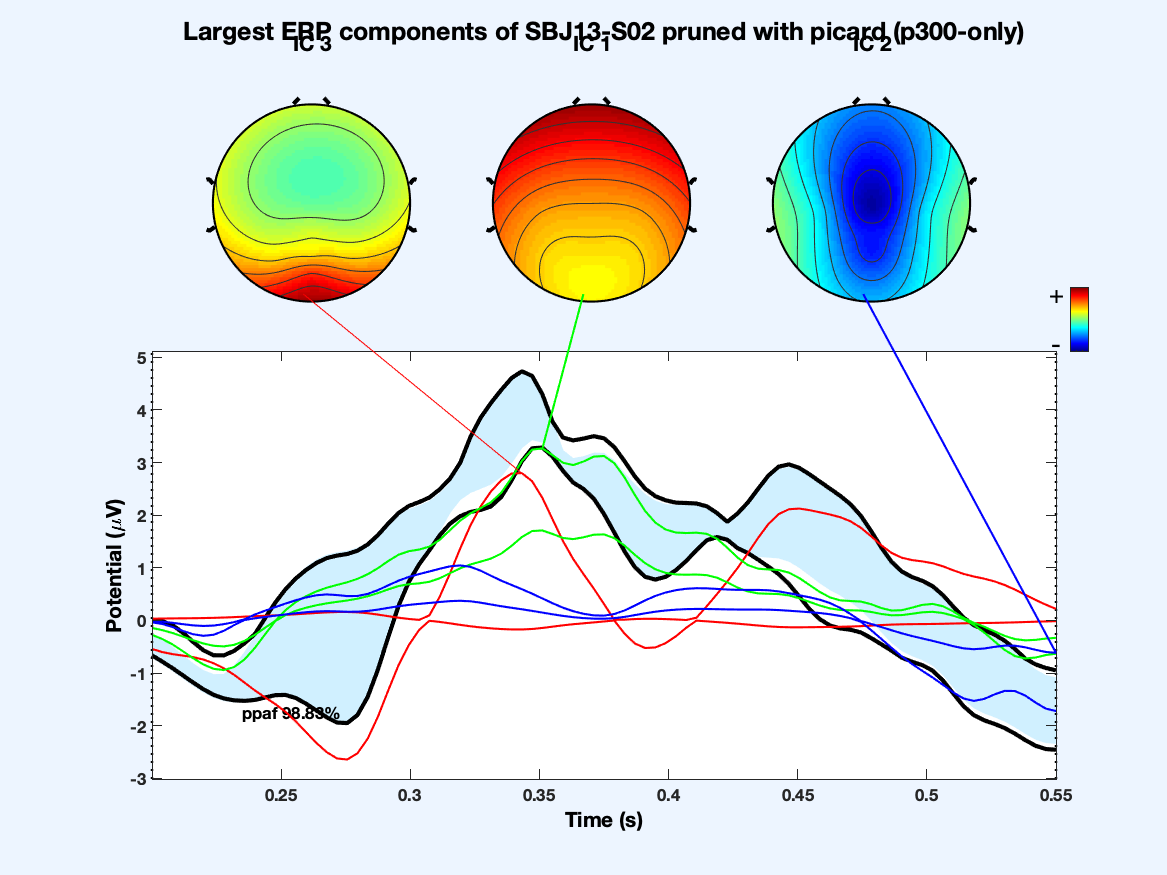 Largest ERP components of SBJ13-S02 pruned with picard (p300-only)
IC 3 IC 1 IC 2
+
-
5
4
3
2
1
0
-1
-2
-3
Potential (μV)
ppaf 98.83%
0.25 0.3 0.35 0.4 0.45 0.5 0.55
Time (s)